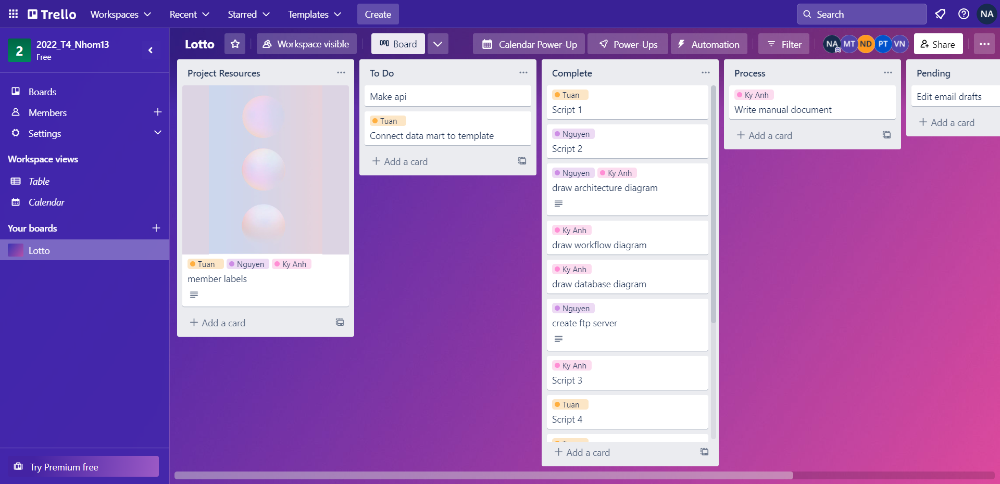 Trello
Workspaces
Recent
Starred
Templates
Create
Search
NA
2
2022_T4_Nhom13
Free
Boards
Members
Settings
Workspace views
Table
Calendar
Your boards
Lotto
Try Premium free
Lotto
Workspace visible
Board
Calendar Power-Up
Power-Ups
Automation
Filter
NA MT ND PT VN
Share
Project Resources
Tuan Nguyen Ky Anh
member labels
Add a card
To Do
Make api
Tuan
Connect data mart to template
Add a card
Complete
Tuan
Script 1
Nguyen
Script 2
Nguyen Ky Anh
draw architecture diagram
Ky Anh
draw workflow diagram
Ky Anh
draw database diagram
Nguyen
create ftp server
Ky Anh
Script 3
Tuan
Script 4
Add a card
Process
Ky Anh
Write manual document
Add a card
Pending
Edit email drafts
Add a card